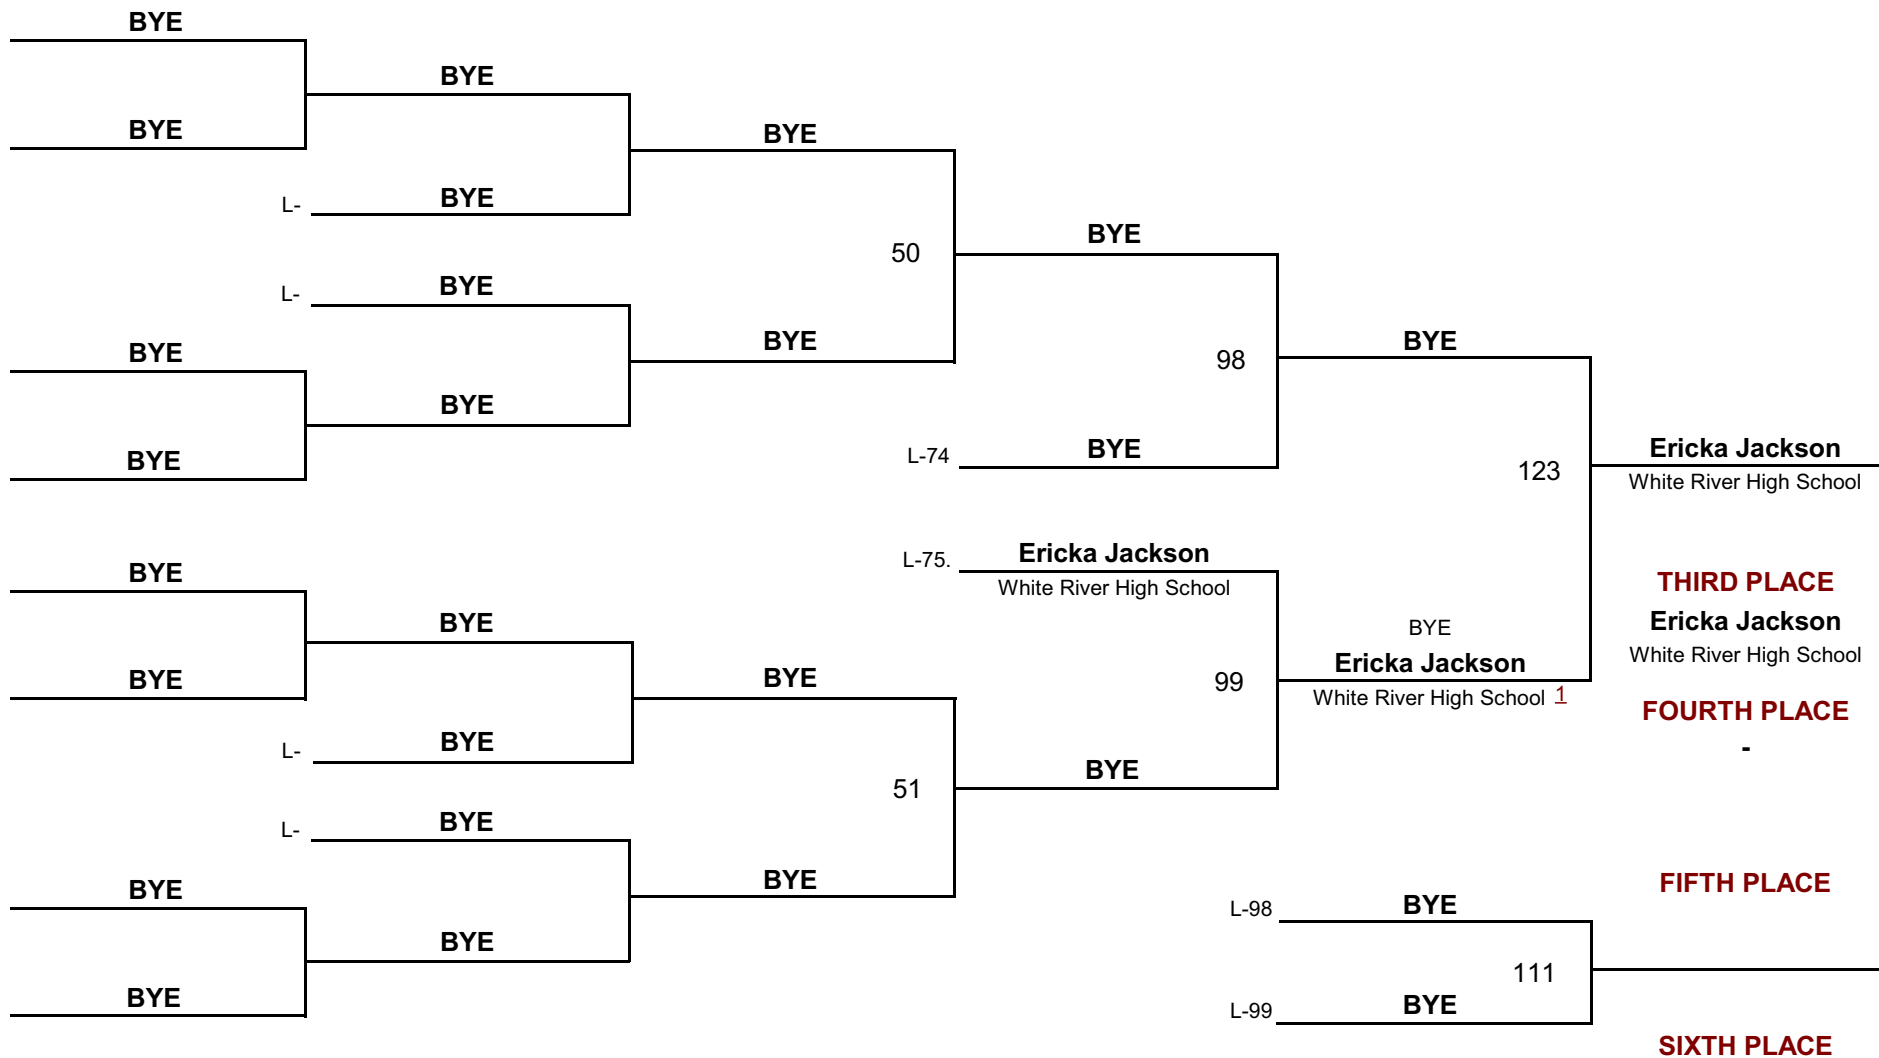 BYE
BYE
BYE
BYE
L- BYE
BYE
50
L- BYE
BYE
BYE
BYE
98
BYE
BYE
L-74 BYE
Ericka Jackson
BYE
123
White River High School
L-75. Ericka Jackson
BYE
THIRD PLACE
White River High School
BYE
BYE
Ericka Jackson
White River High School
Ericka Jackson
BYE
BYE
99
White River High School 1
FOURTH PLACE
L- BYE
-
BYE
51
L- BYE
BYE
BYE
FIFTH PLACE
L-98 BYE
BYE
111
BYE
L-99 BYE
SIXTH PLACE